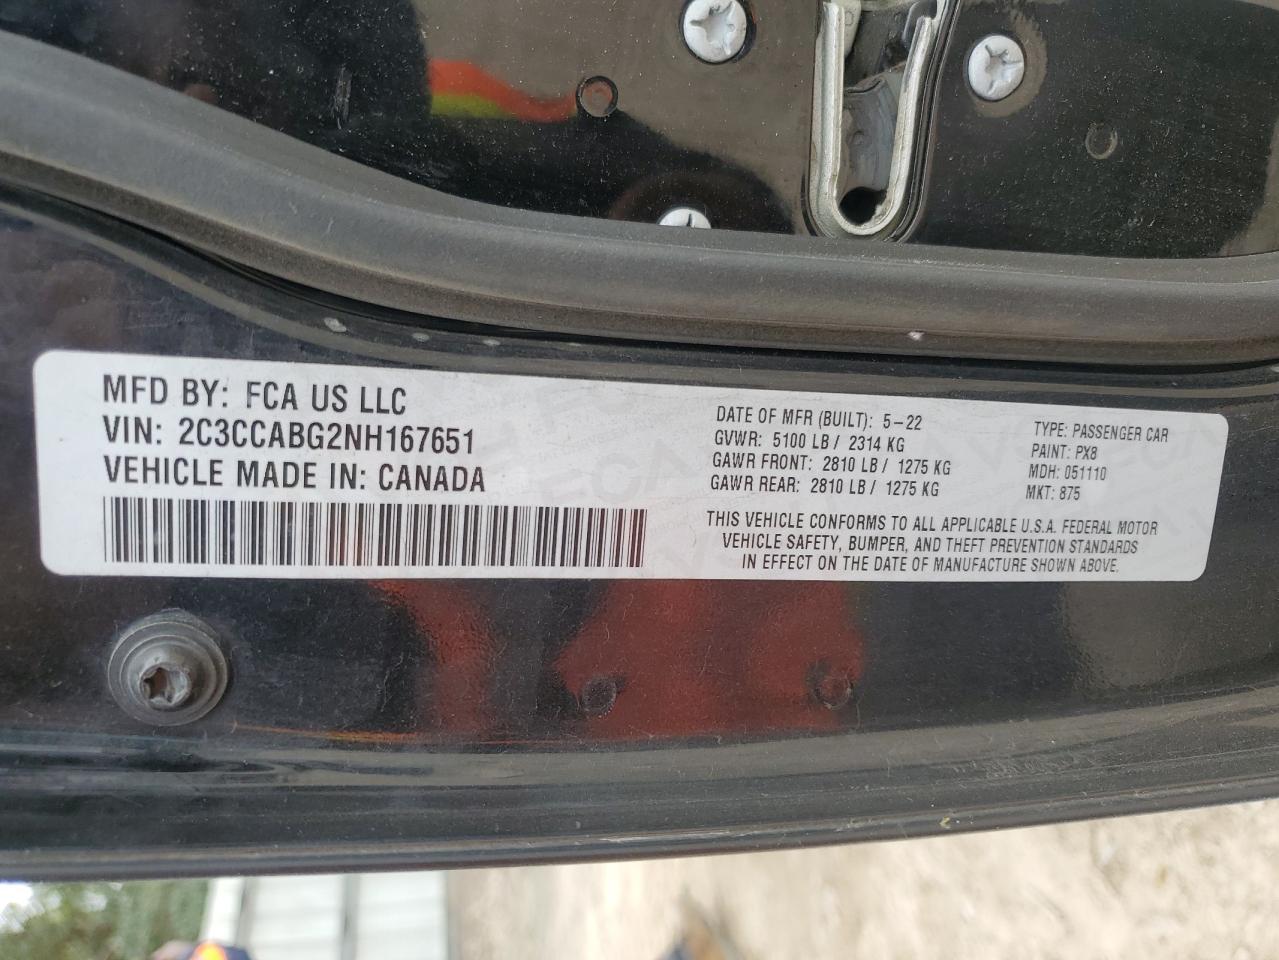 MFD BY: FCA US LLC
VIN: 2C3CCABG2NH167651
VEHICLE MADE IN: CANADA
DATE OF MFR (BUILT): 5-22
GVWR: 5100 LB / 2314 KG
GAWR FRONT: 2810 LB / 1275 KG
GAWR REAR: 2810 LB / 1275 KG
TYPE: PASSENGER CAR
PAINT: PX8
MDH: 051110
MKT: 875
THIS VEHICLE CONFORMS TO ALL APPLICABLE U.S.A. FEDERAL MOTOR
VEHICLE SAFETY, BUMPER, AND THEFT PREVENTION STANDARDS
IN EFFECT ON THE DATE OF MANUFACTURE SHOWN ABOVE.